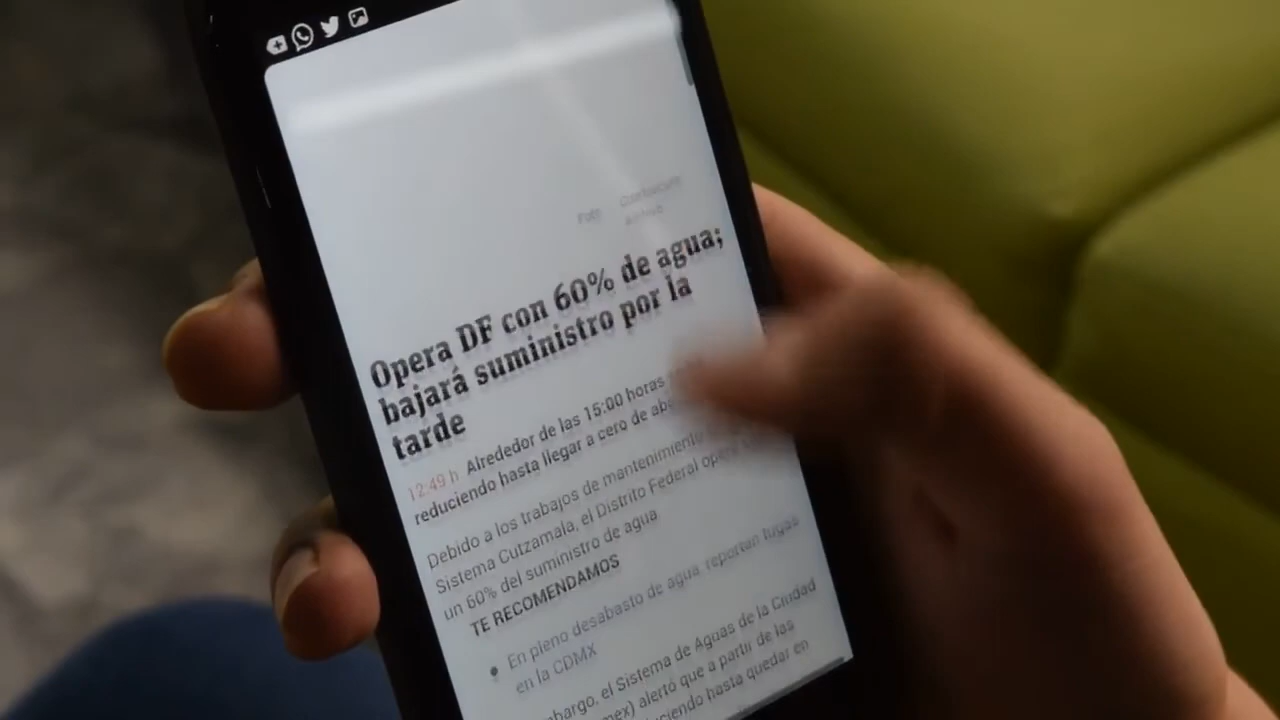 Foto
Opera DF con 60% de agua;
bajará suministro por la
tarde
12:49 h Alrededor de las 15:00 horas
reduciendo hasta llegar a cero de
Debido a los trabajos de mantenimiento
Sistema Cutzamala, el Distrito Federal opera
un 60% del suministro de agua
TE RECOMENDAMOS
• En pleno desabasto de agua reportan fugas
en la CDMX
el Sistema de Aguas de la Ciudad
alertó que a partir de las
hasta quedar en